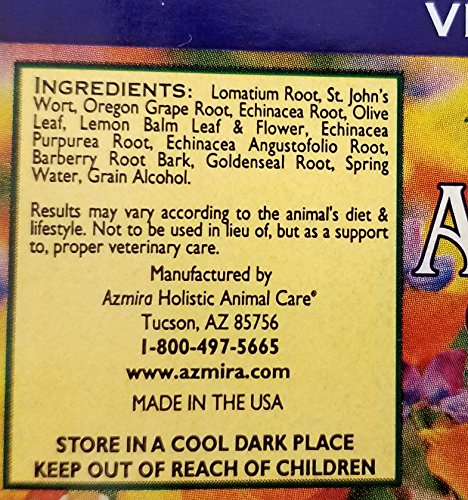 VI
INGREDIENTS: Lomatium Root, St. John's
Wort, Oregon Grape Root, Echinacea Root, Olive
Leaf, Lemon Balm Leaf & Flower, Echinacea
Purpurea Root, Echinacea Angustofolio Root,
Barberry Root Bark, Goldenseal Root, Spring
Water, Grain Alcohol.
Results may vary according to the animal's diet &
lifestyle. Not to be used in lieu of, but as a support
to, proper veterinary care.
Manufactured by
Azmira Holistic Animal Care®
Tucson, AZ 85756
1-800-497-5665
www.azmira.com
MADE IN THE USA
STORE IN A COOL DARK PLACE
KEEP OUT OF REACH OF CHILDREN
A